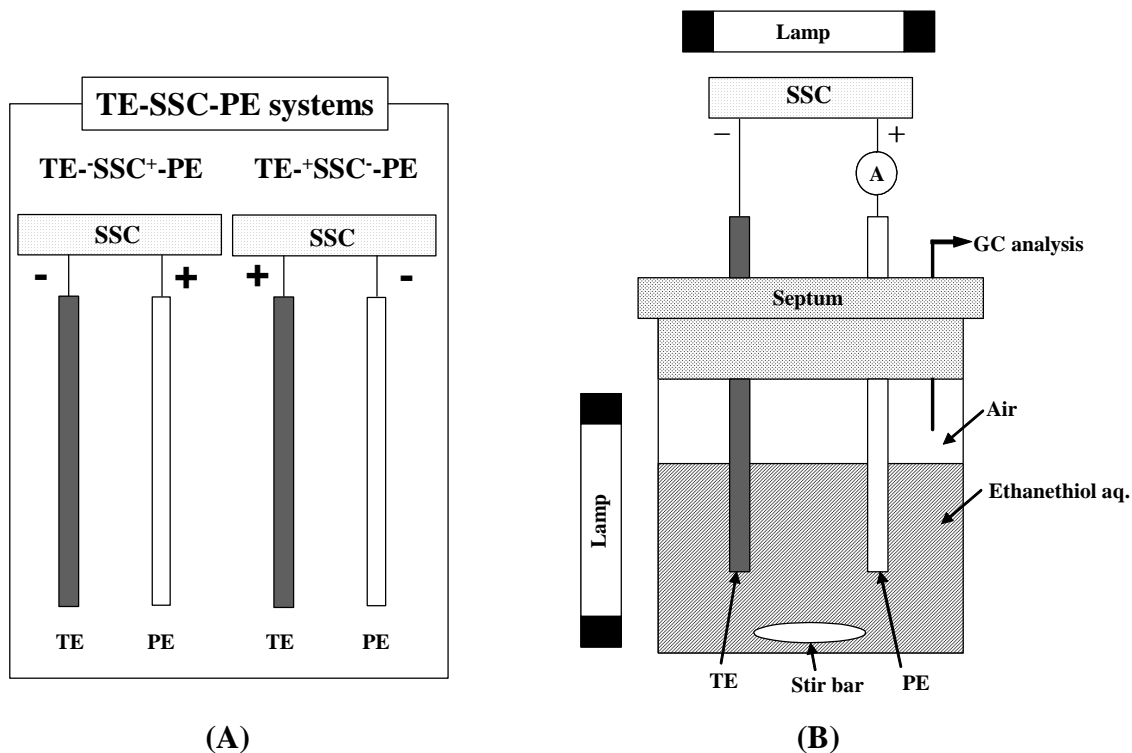 TE-SSC-PE systems
TE-⁻SSC⁺-PE
TE-⁺SSC⁻-PE
SSC
SSC
-
+
+
-
TE
PE
TE
PE
(A)
Lamp
SSC
−
+
A
GC analysis
Septum
Air
Ethanethiol aq.
Lamp
TE
Stir bar
PE
(B)